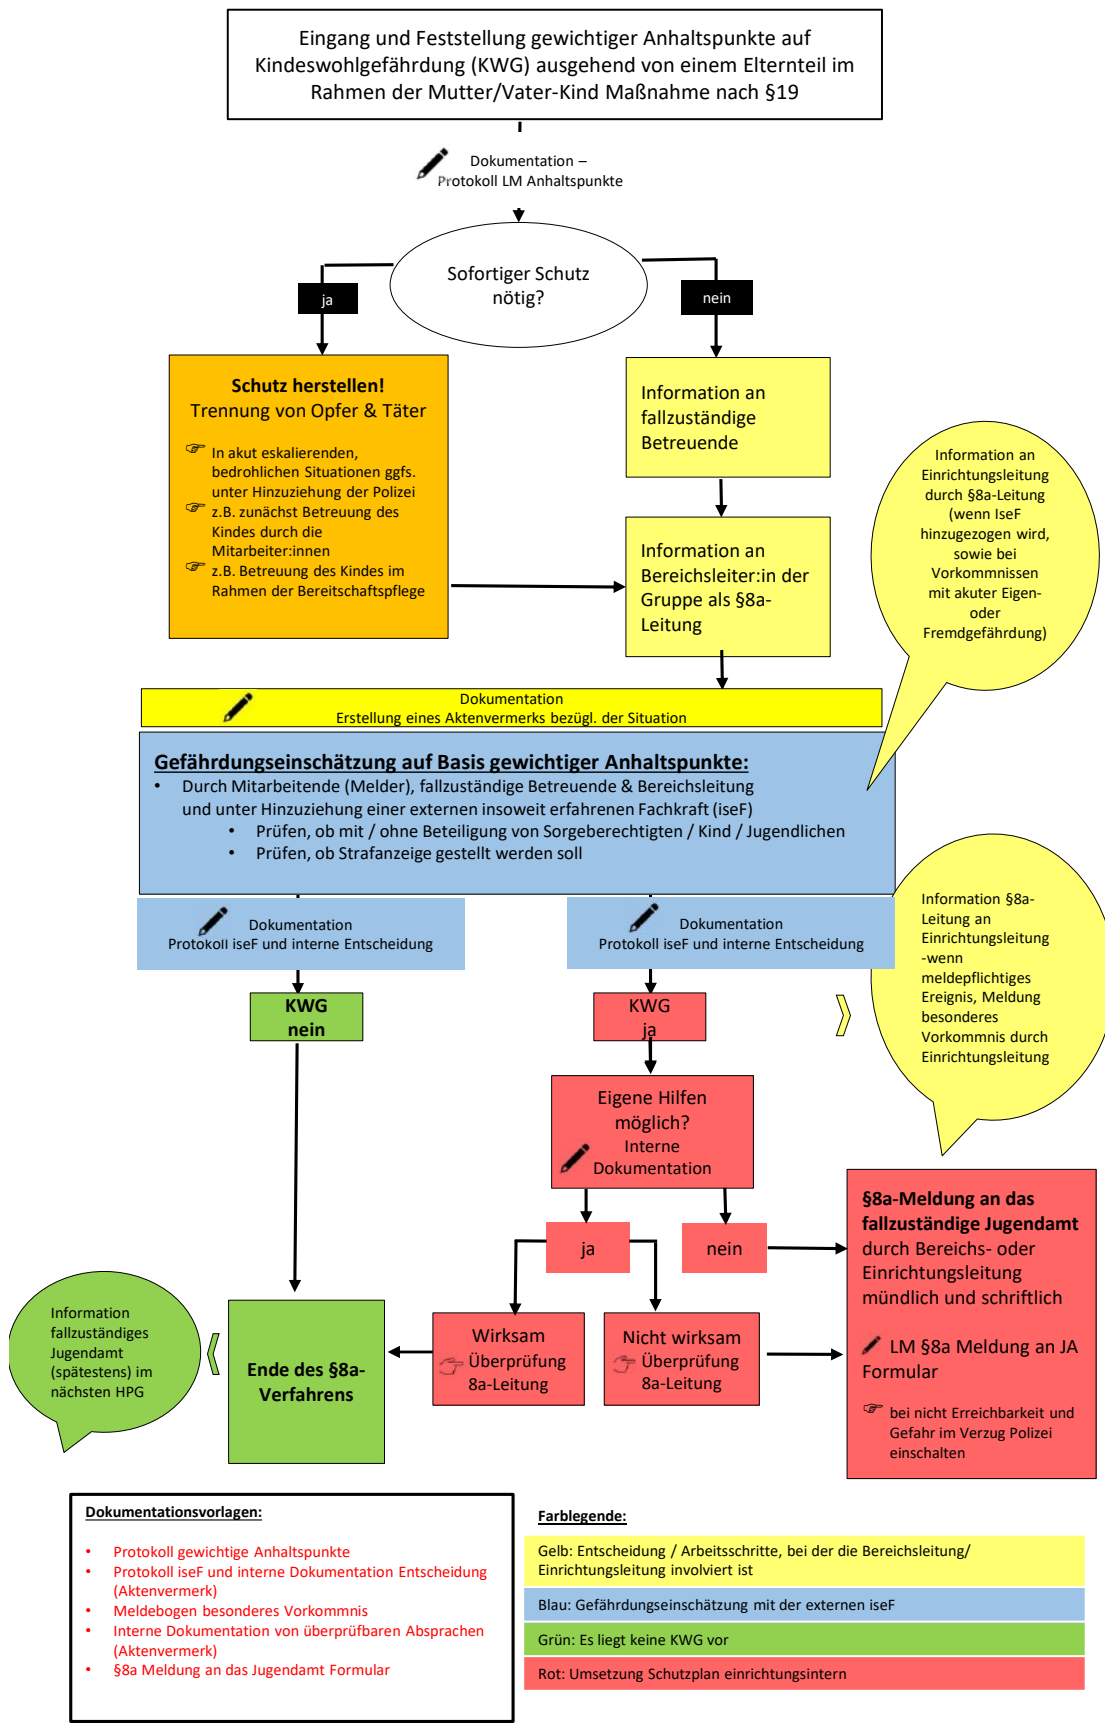 Eingang und Feststellung gewichtiger Anhaltspunkte auf
Kindeswohlgefährdung (KWG) ausgehend von einem Elternteil im
Rahmen der Mutter/Vater-Kind Maßnahme nach §19
Dokumentation –
Protokoll LM Anhaltspunkte
Sofortiger Schutz
nötig?
ja
nein
Schutz herstellen!
Trennung von Opfer & Täter
In akut eskalierenden,
bedrohlichen Situationen ggfs.
unter Hinzuziehung der Polizei
z.B. zunächst Betreuung des
Kindes durch die
Mitarbeiter:innen
z.B. Betreuung des Kindes im
Rahmen der Bereitschaftspflege
Information an
fallzuständige
Betreuende
Information an
Bereichsleiter:in der
Gruppe als §8a-
Leitung
Information an
Einrichtungsleitung
durch §8a-Leitung
(wenn IseF
hinzugezogen wird,
sowie bei
Vorkommnissen
mit akuter Eigen-
oder
Fremdgefährdung)
Dokumentation
Erstellung eines Aktenvermerks bezügl. der Situation
Gefährdungseinschätzung auf Basis gewichtiger Anhaltspunkte:
• Durch Mitarbeitende (Melder), fallzuständige Betreuende & Bereichsleitung
und unter Hinzuziehung einer externen insoweit erfahrenen Fachkraft (iseF)
• Prüfen, ob mit / ohne Beteiligung von Sorgeberechtigten / Kind / Jugendlichen
• Prüfen, ob Strafanzeige gestellt werden soll
Dokumentation
Protokoll iseF und interne Entscheidung
Dokumentation
Protokoll iseF und interne Entscheidung
Information §8a-
Leitung an
Einrichtungsleitung
-wenn
meldepflichtiges
Ereignis, Meldung
besonderes
Vorkommnis durch
Einrichtungsleitung
KWG
nein
KWG
ja
Eigene Hilfen
möglich?
Interne
Dokumentation
ja
nein
§8a-Meldung an das
fallzuständige Jugendamt
durch Bereichs- oder
Einrichtungsleitung
mündlich und schriftlich
LM §8a Meldung an JA
Formular
bei nicht Erreichbarkeit und
Gefahr im Verzug Polizei
einschalten
Information
fallzuständiges
Jugendamt
(spätestens) im
nächsten HPG
Ende des §8a-
Verfahrens
Wirksam
Überprüfung
8a-Leitung
Nicht wirksam
Überprüfung
8a-Leitung
Dokumentationsvorlagen:
• Protokoll gewichtige Anhaltspunkte
• Protokoll iseF und interne Dokumentation Entscheidung
(Aktenvermerk)
• Meldebogen besonderes Vorkommnis
• Interne Dokumentation von überprüfbaren Absprachen
(Aktenvermerk)
• §8a Meldung an das Jugendamt Formular
Farblegende:
Gelb: Entscheidung / Arbeitsschritte, bei der die Bereichsleitung/
Einrichtungsleitung involviert ist
Blau: Gefährdungseinschätzung mit der externen iseF
Grün: Es liegt keine KWG vor
Rot: Umsetzung Schutzplan einrichtungsintern